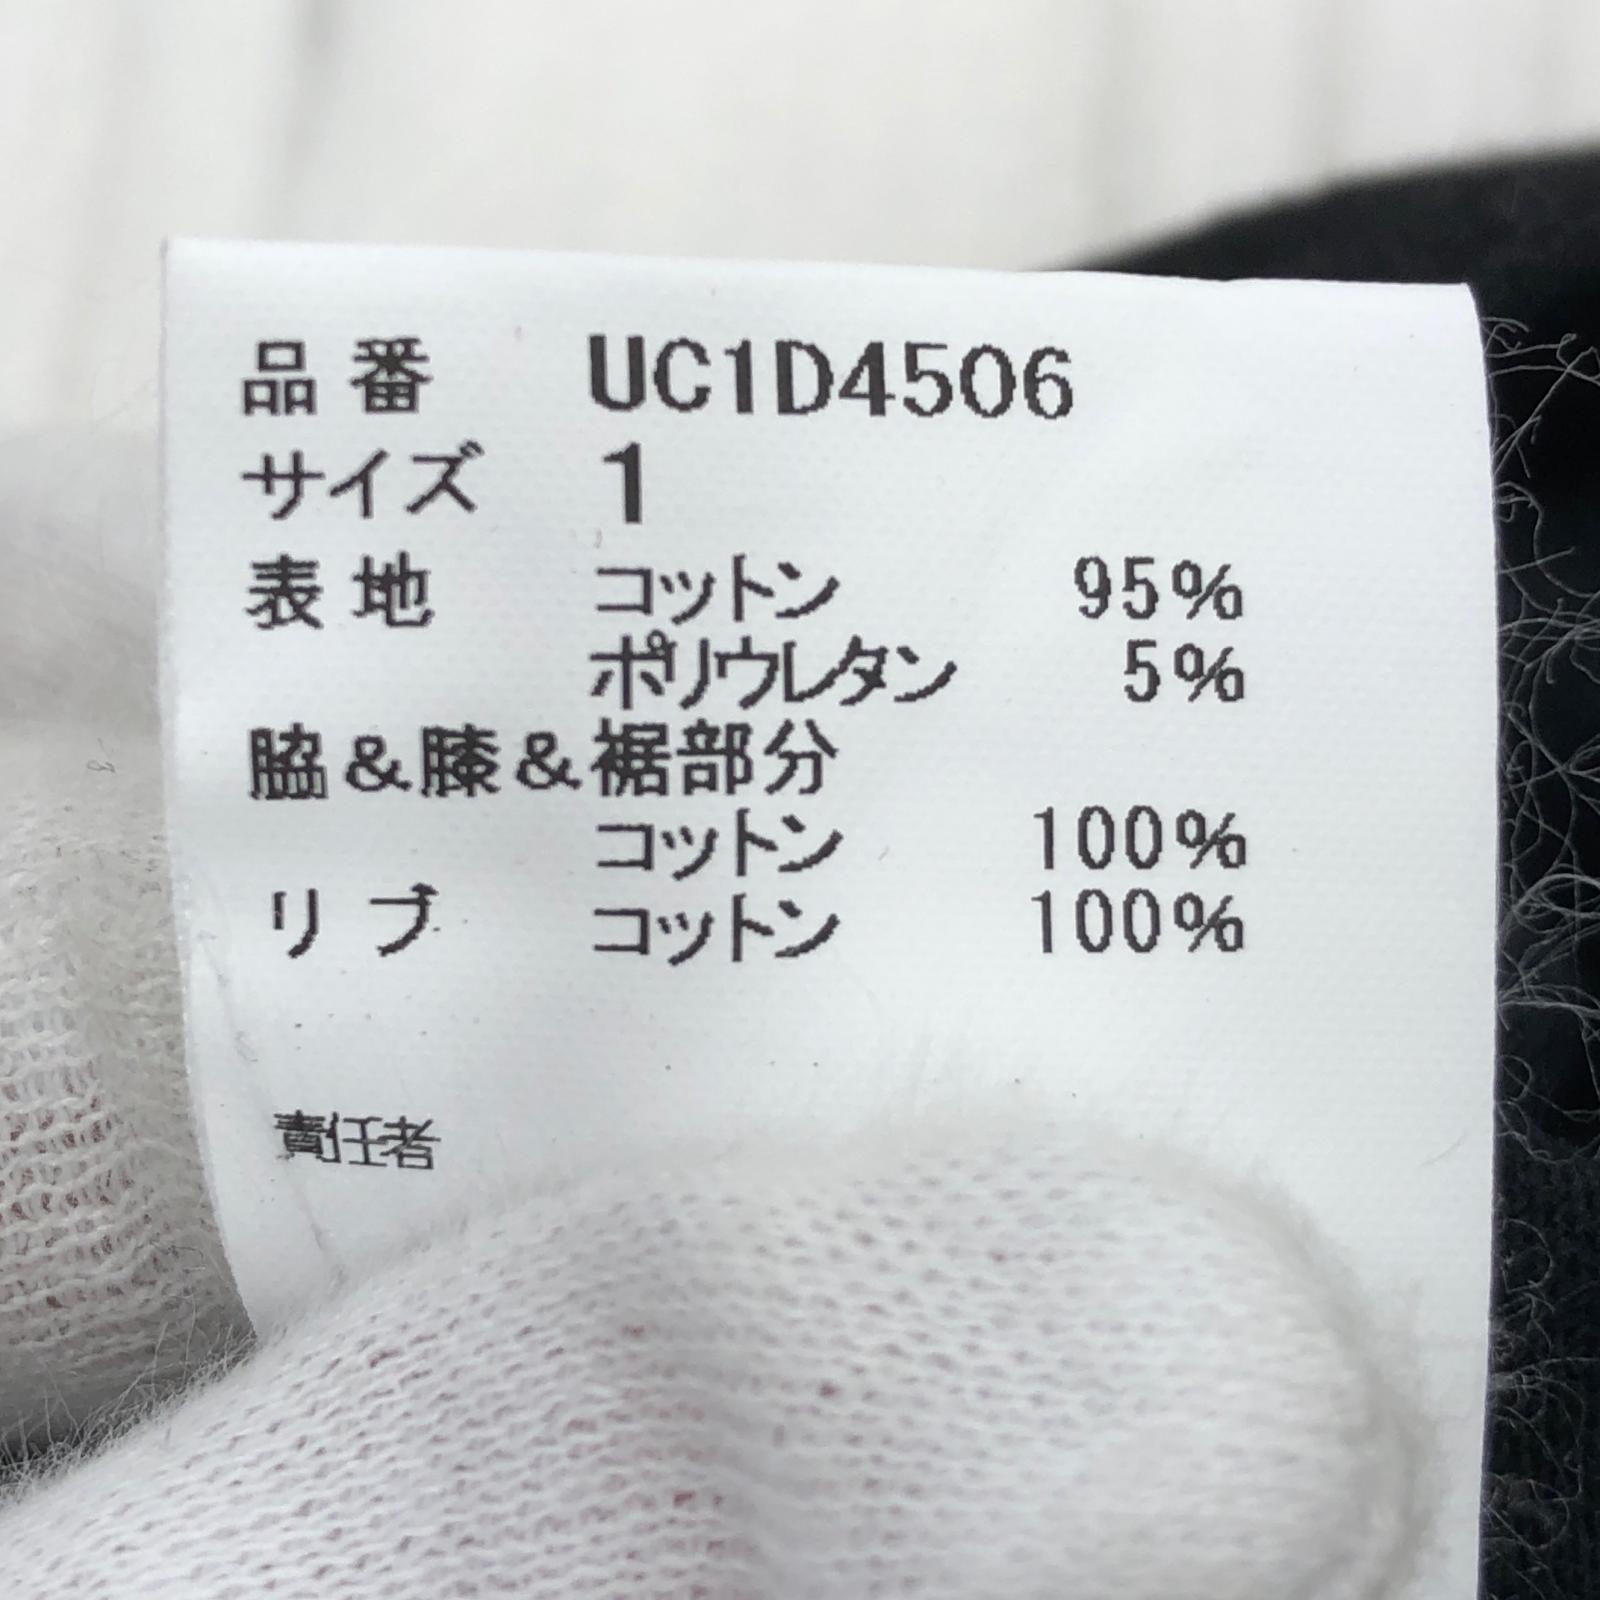 品番 UC1D4506
サイズ 1
表地 コットン 95%
ポリウレタン 5%
脇&膝&裾部分
コットン 100%
リブ コットン 100%
責任者